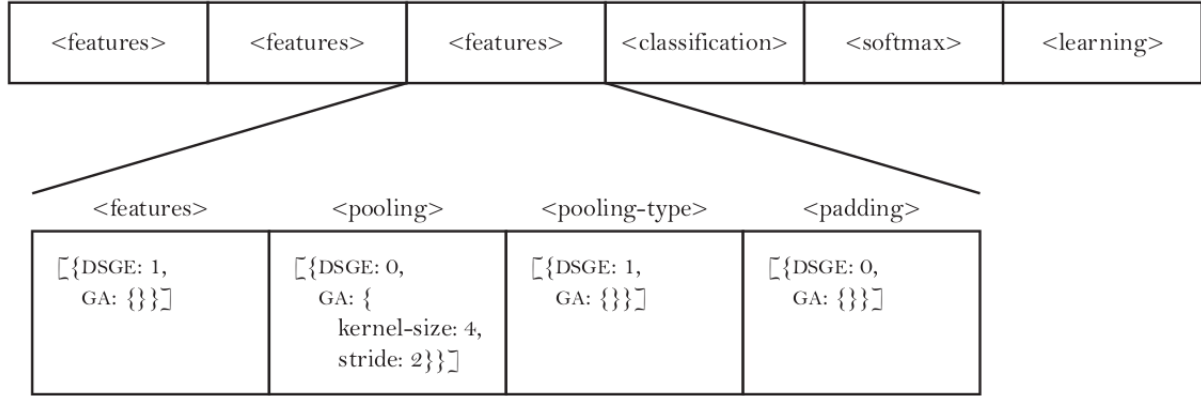 <features> <features> <features> <classification> <softmax> <learning>
<features> <pooling> <pooling-type> <padding>
[{DSGE: 1,
GA: {}}]
[{DSGE: 0,
GA: {
kernel-size: 4,
stride: 2}}]
[{DSGE: 1,
GA: {}}]
[{DSGE: 0,
GA: {}}]